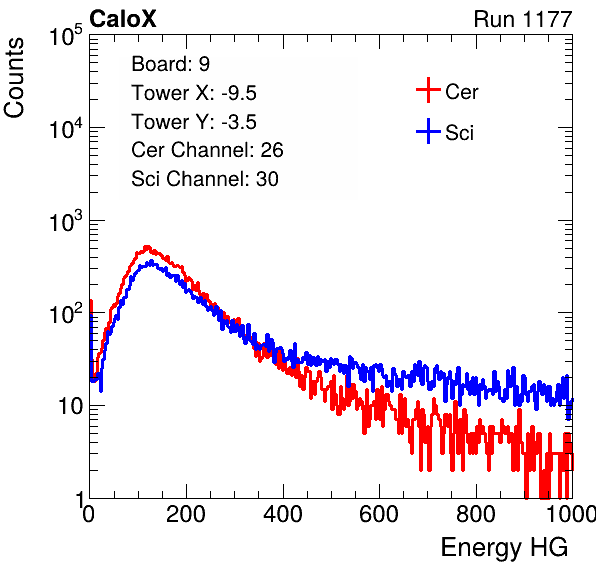 CaloX Run 1177
Counts
10^5
10^4
10^3
10^2
10
1
Board: 9
Tower X: -9.5
Tower Y: -3.5
Cer Channel: 26
Sci Channel: 30
Cer
Sci
0 200 400 600 800 1000
Energy HG